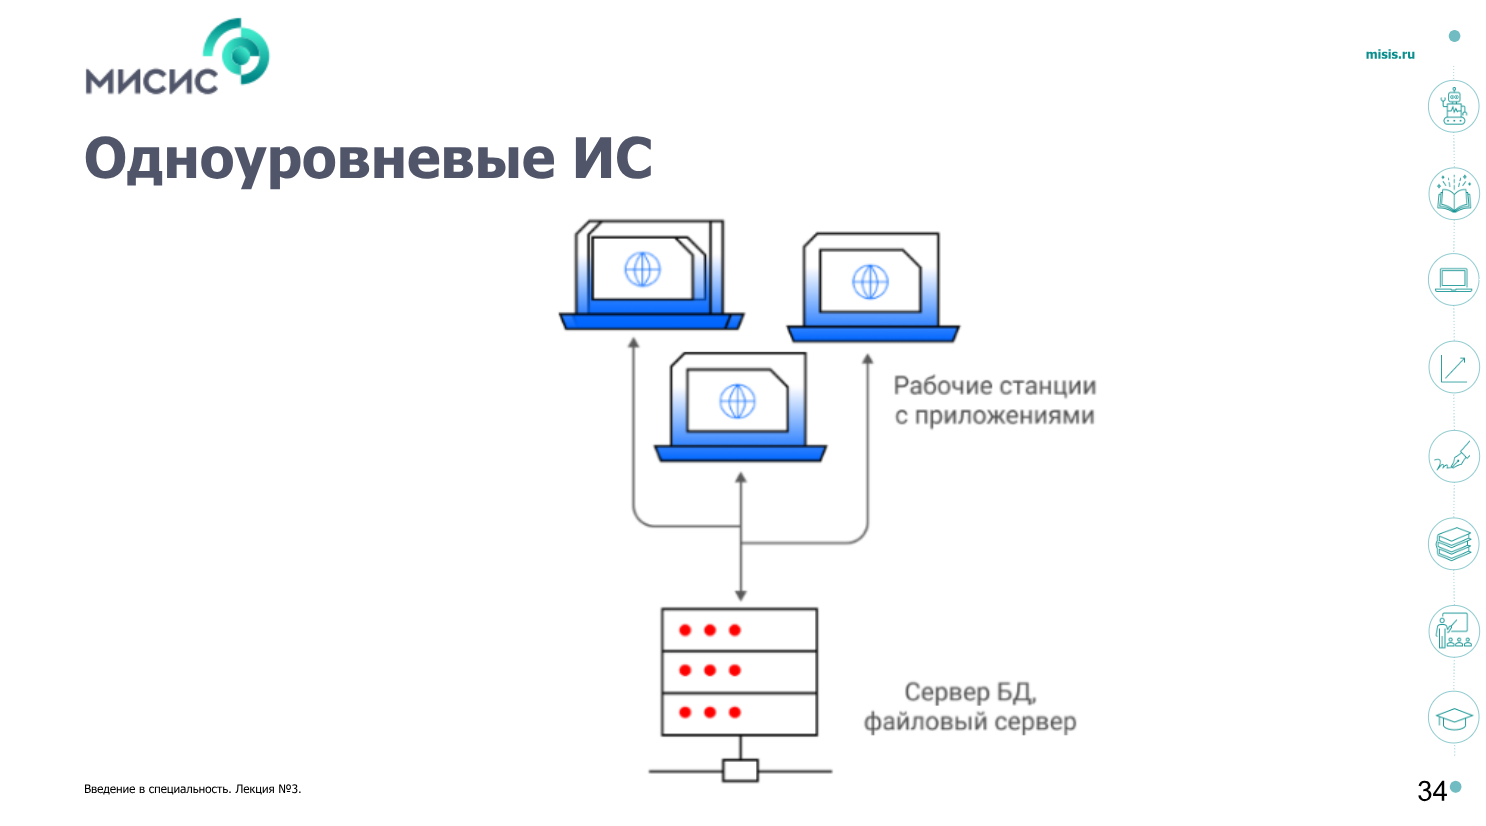 МИСИС
misis.ru
Одноуровневые ИС
Рабочие станции
с приложениями
Сервер БД,
файловый сервер
Введение в специальность. Лекция №3.
34